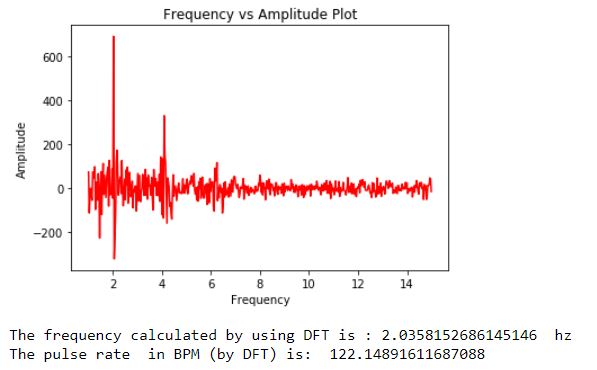 Frequency vs Amplitude Plot
600
400
200
0
−200
Amplitude
2 4 6 8 10 12 14
Frequency
The frequency calculated by using DFT is : 2.0358152686145146 hz
The pulse rate in BPM (by DFT) is: 122.14891611687088